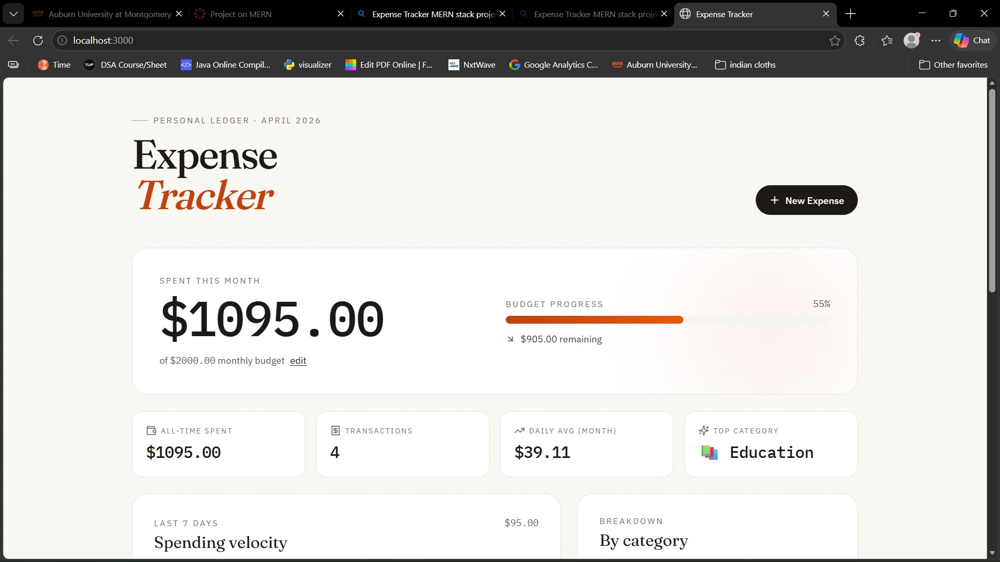 AUM
Auburn University at Montgomery
Project on MERN
Expense Tracker MERN stack proje
Expense Tracker MERN stack proje
Expense Tracker
localhost:3000
Chat
Time
TUF
DSA Course/Sheet
</>
Java Online Compil...
visualizer
Edit PDF Online | F...
NxtWave
Google Analytics C...
AUM
Auburn University...
indian cloths
Other favorites
PERSONAL LEDGER · APRIL 2026
Expense
Tracker
+ New Expense
SPENT THIS MONTH
$1095.00
of $2000.00 monthly budget edit
BUDGET PROGRESS
55%
$905.00 remaining
ALL-TIME SPENT
$1095.00
TRANSACTIONS
4
DAILY AVG (MONTH)
$39.11
TOP CATEGORY
Education
LAST 7 DAYS
$95.00
Spending velocity
BREAKDOWN
By category